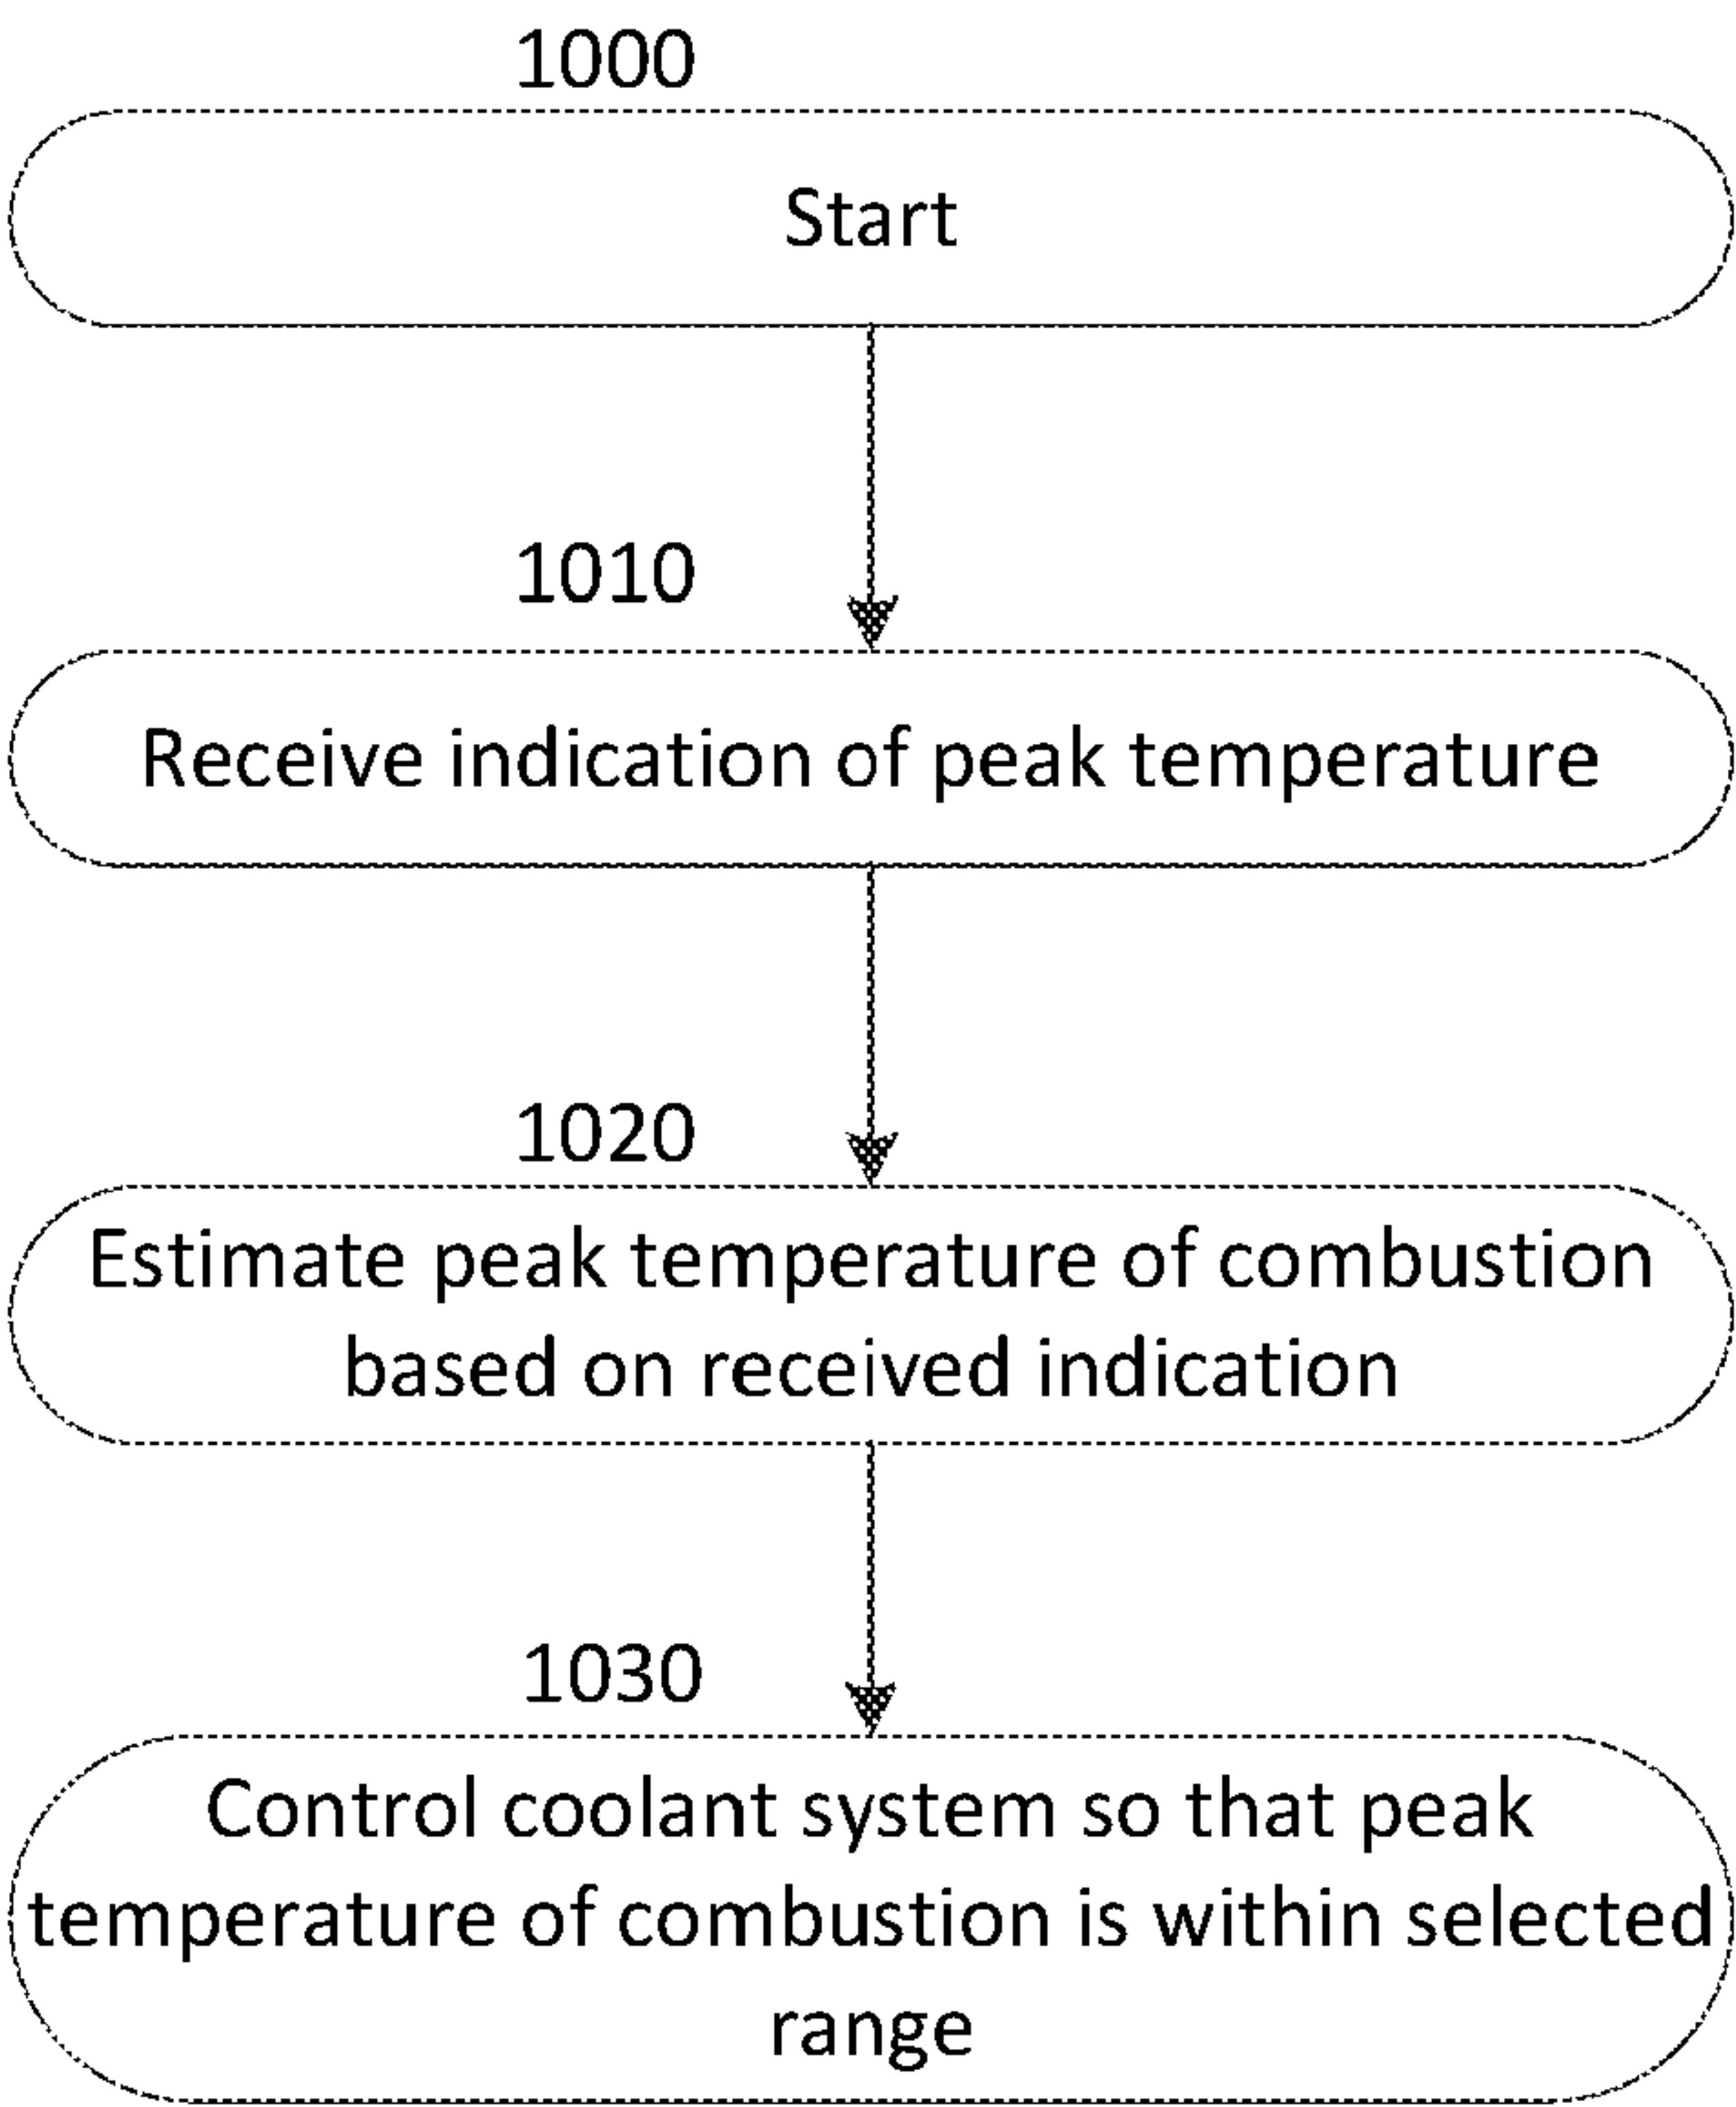 1000
Start
1010
Receive indication of peak temperature
1020
Estimate peak temperature of combustion
based on received indication
1030
Control coolant system so that peak
temperature of combustion is within selected
range